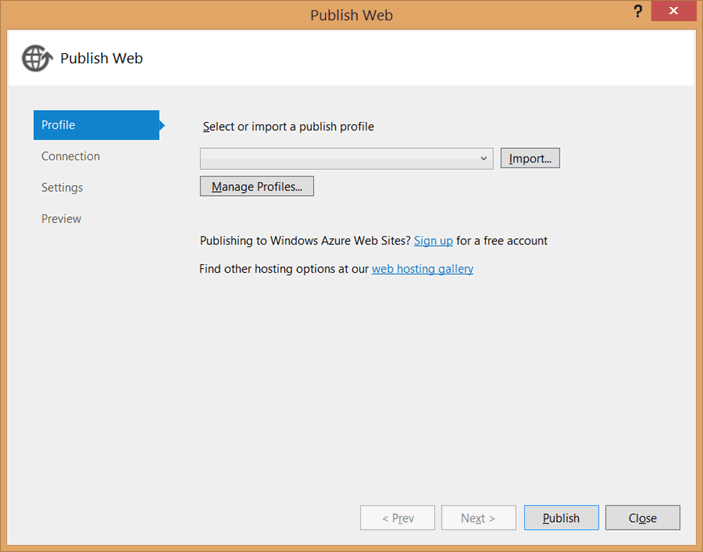 Publish Web
?
Publish Web
Profile
Connection
Settings
Preview
Select or import a publish profile
Import...
Manage Profiles...
Publishing to Windows Azure Web Sites? Sign up for a free account
Find other hosting options at our web hosting gallery
< Prev
Next >
Publish
Close